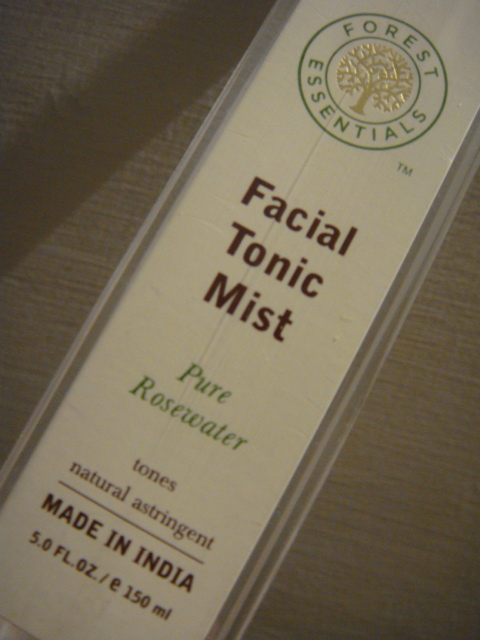 FOREST
ESSENTIALS
TM
Facial
Tonic
Mist
Pure
Rosewater
tones
natural astringent
MADE IN INDIA
5.0 FL.OZ./ e 150 ml